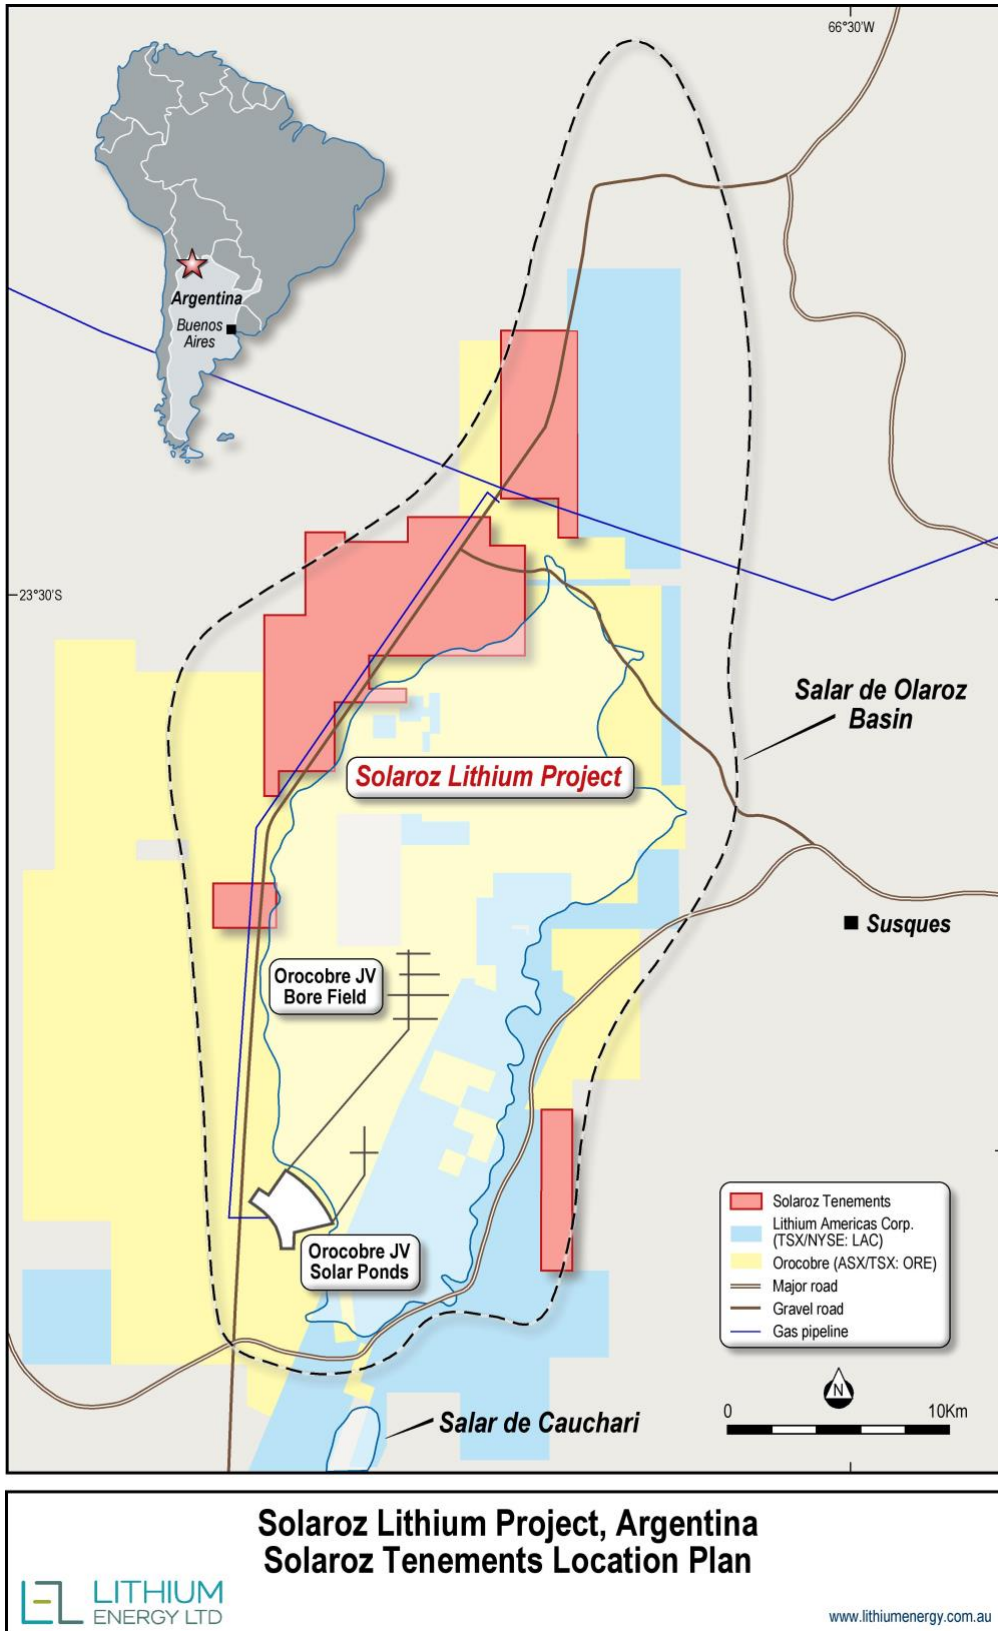 66°30'W
Argentina
Buenos
Aires
23°30'S
Salar de Olaroz
Basin
Solaroz Lithium Project
Susques
Orocobre JV
Bore Field
Orocobre JV
Solar Ponds
Solaroz Tenements
Lithium Americas Corp.
(TSX/NYSE: LAC)
Orocobre (ASX/TSX: ORE)
Major road
Gravel road
Gas pipeline
N
0 10Km
Salar de Cauchari
Solaroz Lithium Project, Argentina
Solaroz Tenements Location Plan
LITHIUM
ENERGY LTD
www.lithiumenergy.com.au